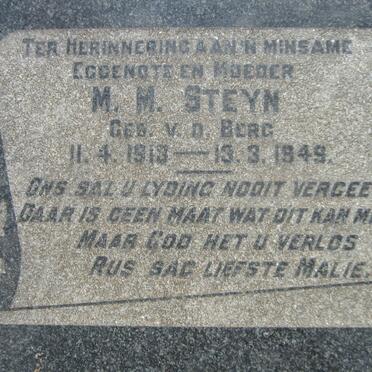 TER HERINNERING AAN 'N MINSAME
EGGENOTE EN MOEDER
M. M. STEYN
GEB. V. D. BERG
11. 4. 1913 — 13. 3. 1949.
ONS SAL U LYDING NOOIT VERGEE
DAAR IS GEEN MAAT WAT DIT KAN ME
MAAR GOD HET U VERLOS
RUS SAG LIEFSTE MALIE.